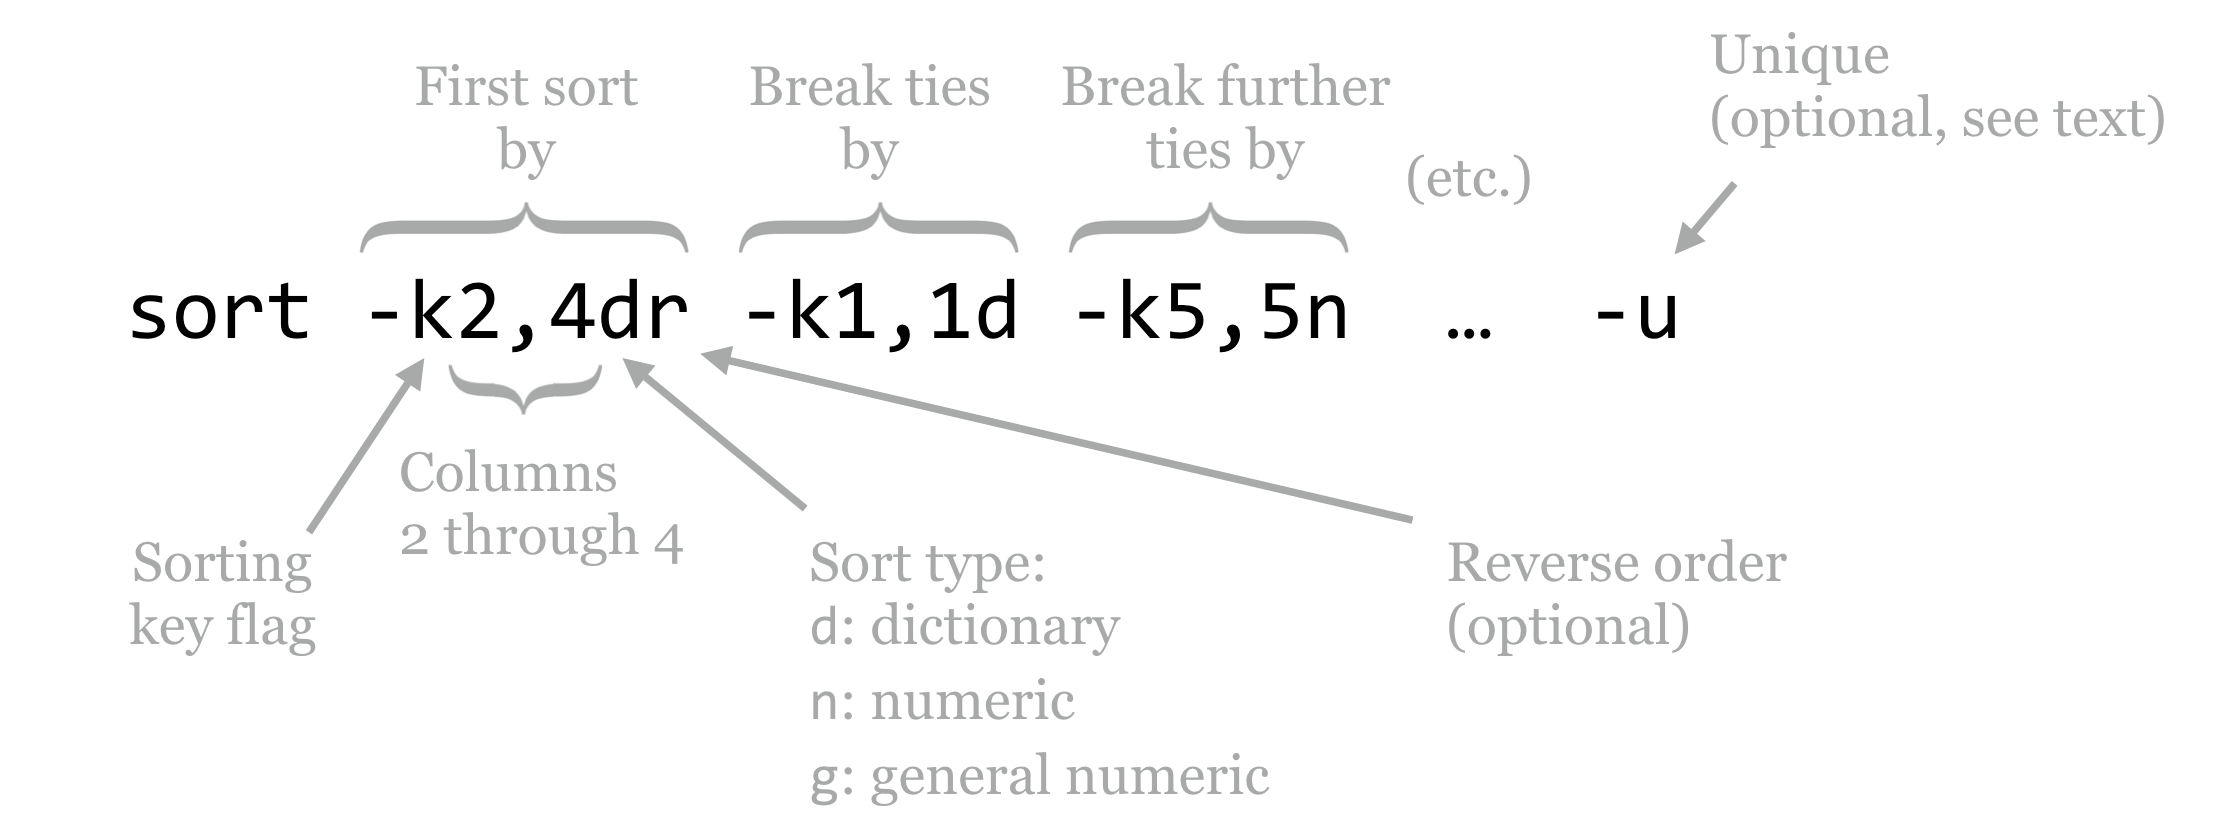 First sort
by
Break ties
by
Break further
ties by
(etc.)
Unique
(optional, see text)
sort -k2,4dr -k1,1d -k5,5n … -u
Sorting
key flag
Columns
2 through 4
Sort type:
d: dictionary
n: numeric
g: general numeric
Reverse order
(optional)